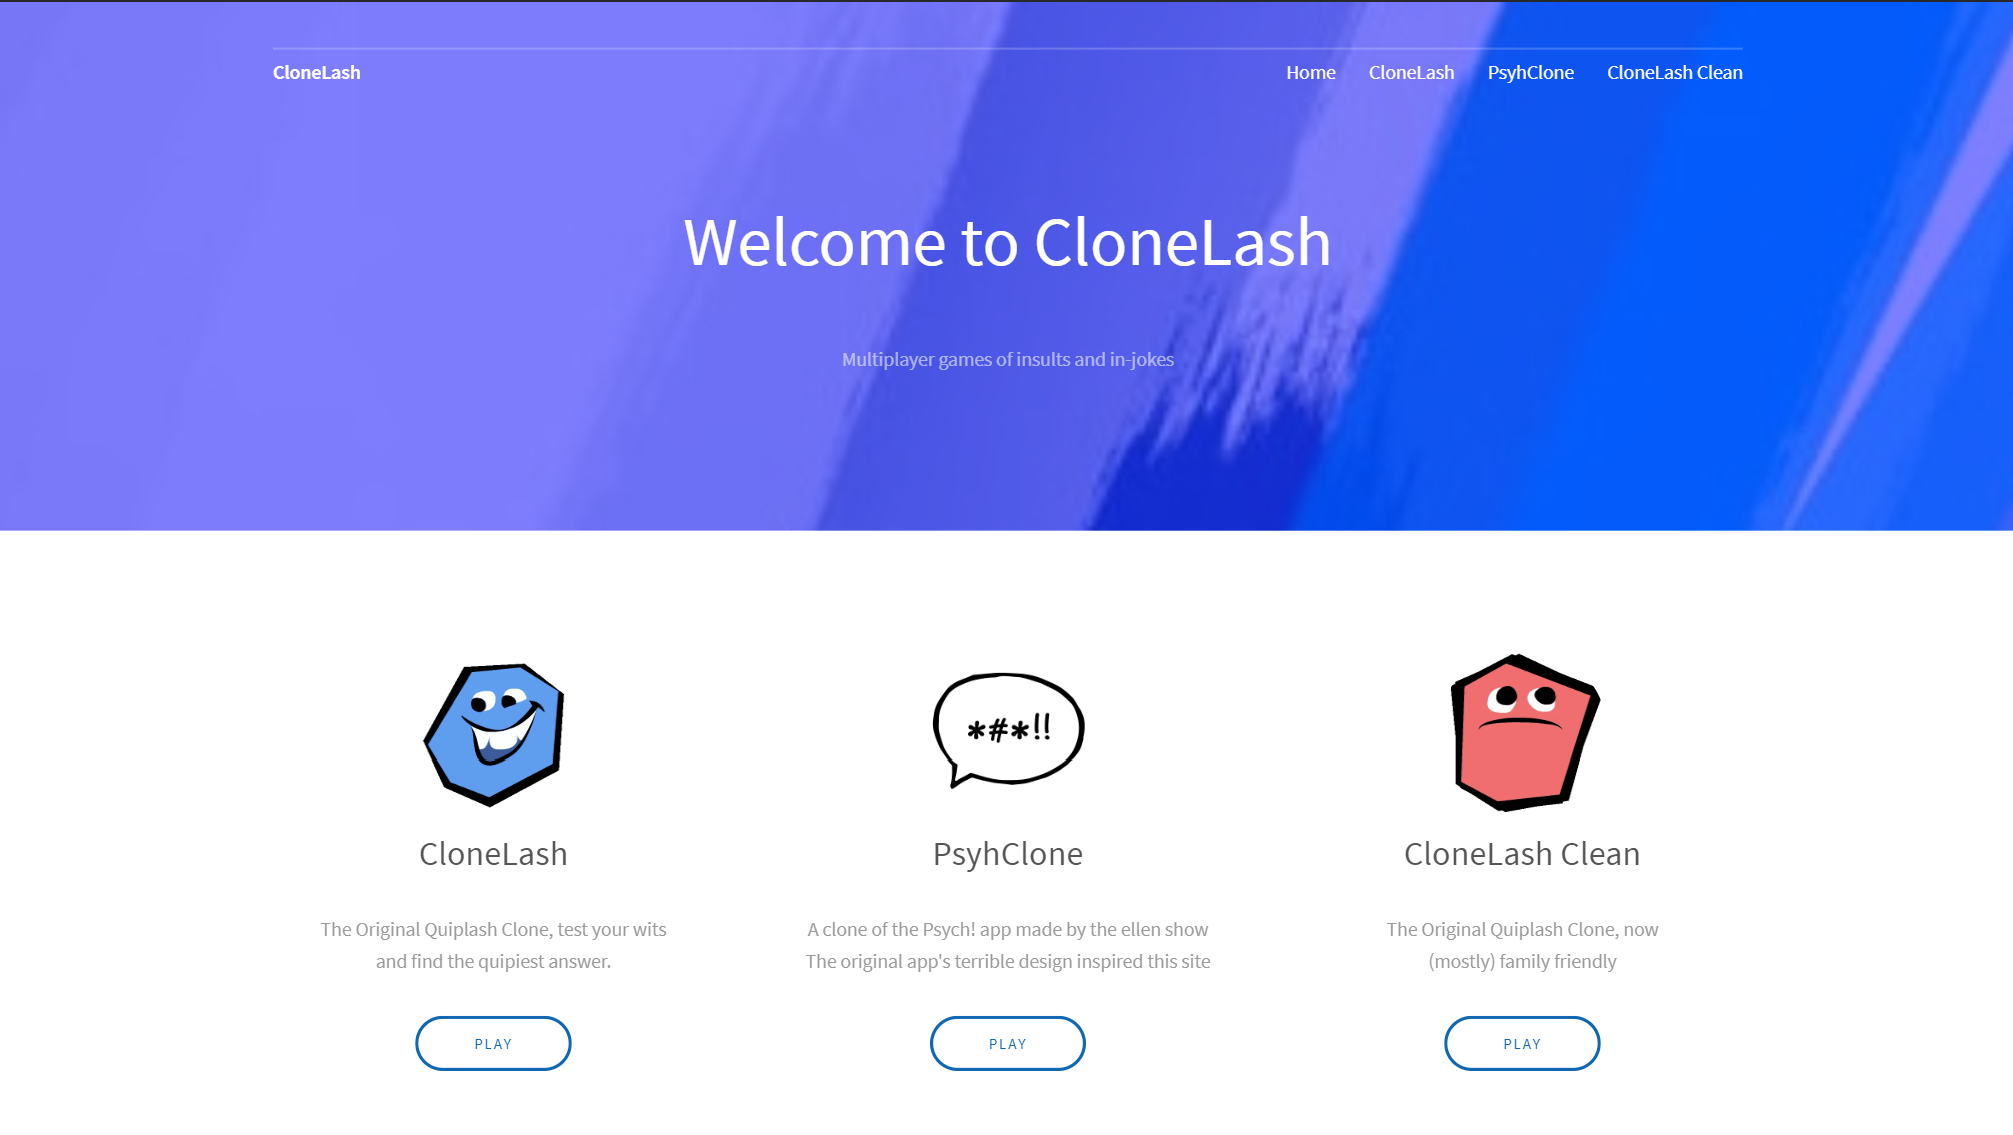 CloneLash
Home CloneLash PsyhClone CloneLash Clean
Welcome to CloneLash
Multiplayer games of insults and in-jokes
*#*!!
CloneLash
The Original Quiplash Clone, test your wits
and find the quipiest answer.
PLAY
PsyhClone
A clone of the Psych! app made by the ellen show
The original app's terrible design inspired this site
PLAY
CloneLash Clean
The Original Quiplash Clone, now
(mostly) family friendly
PLAY